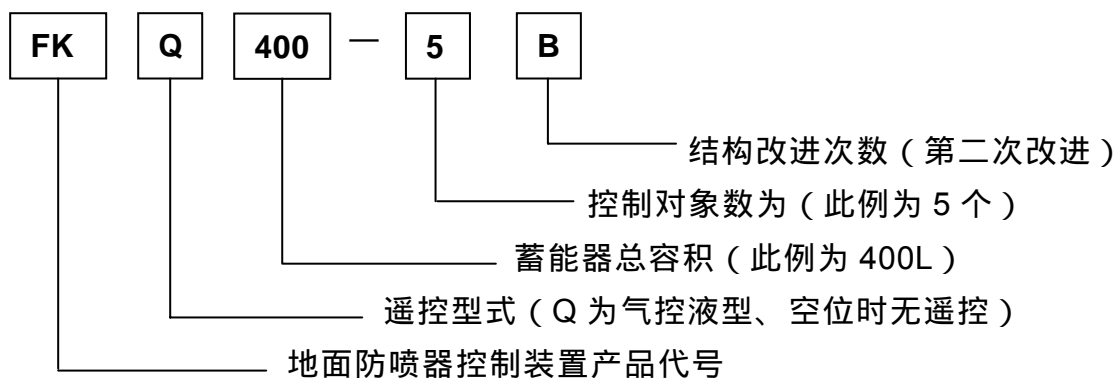 FK Q 400 — 5 B
结构改进次数（第二次改进）
控制对象数为（此例为 5 个）
蓄能器总容积（此例为 400L）
遥控型式（Q 为气控液型、空位时无遥控）
地面防喷器控制装置产品代号